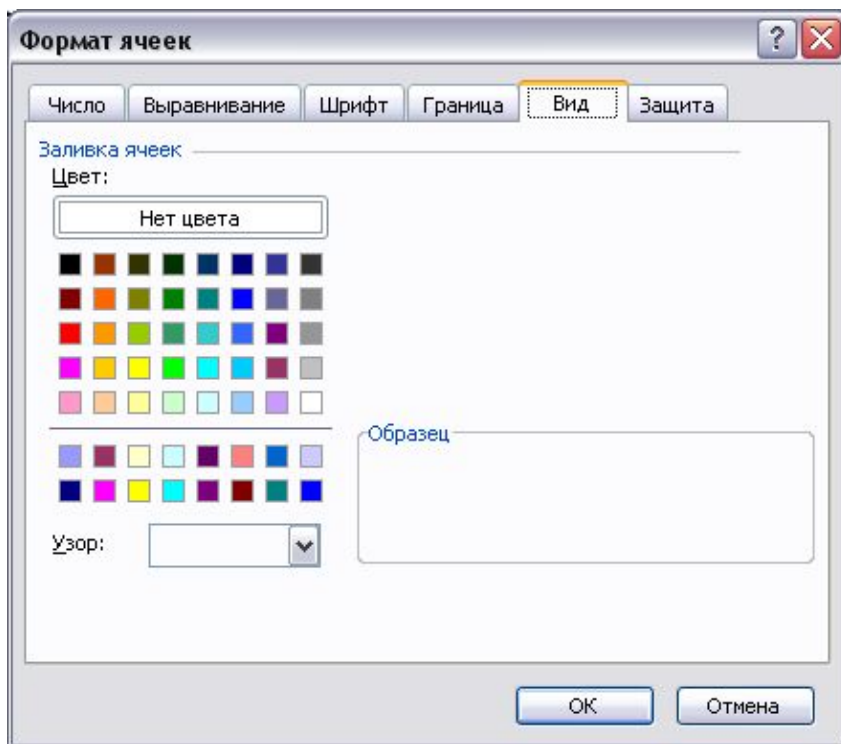 Формат ячеек
Число Выравнивание Шрифт Граница Вид Защита
Заливка ячеек
Цвет:
Нет цвета
Образец
Узор:
ОК Отмена